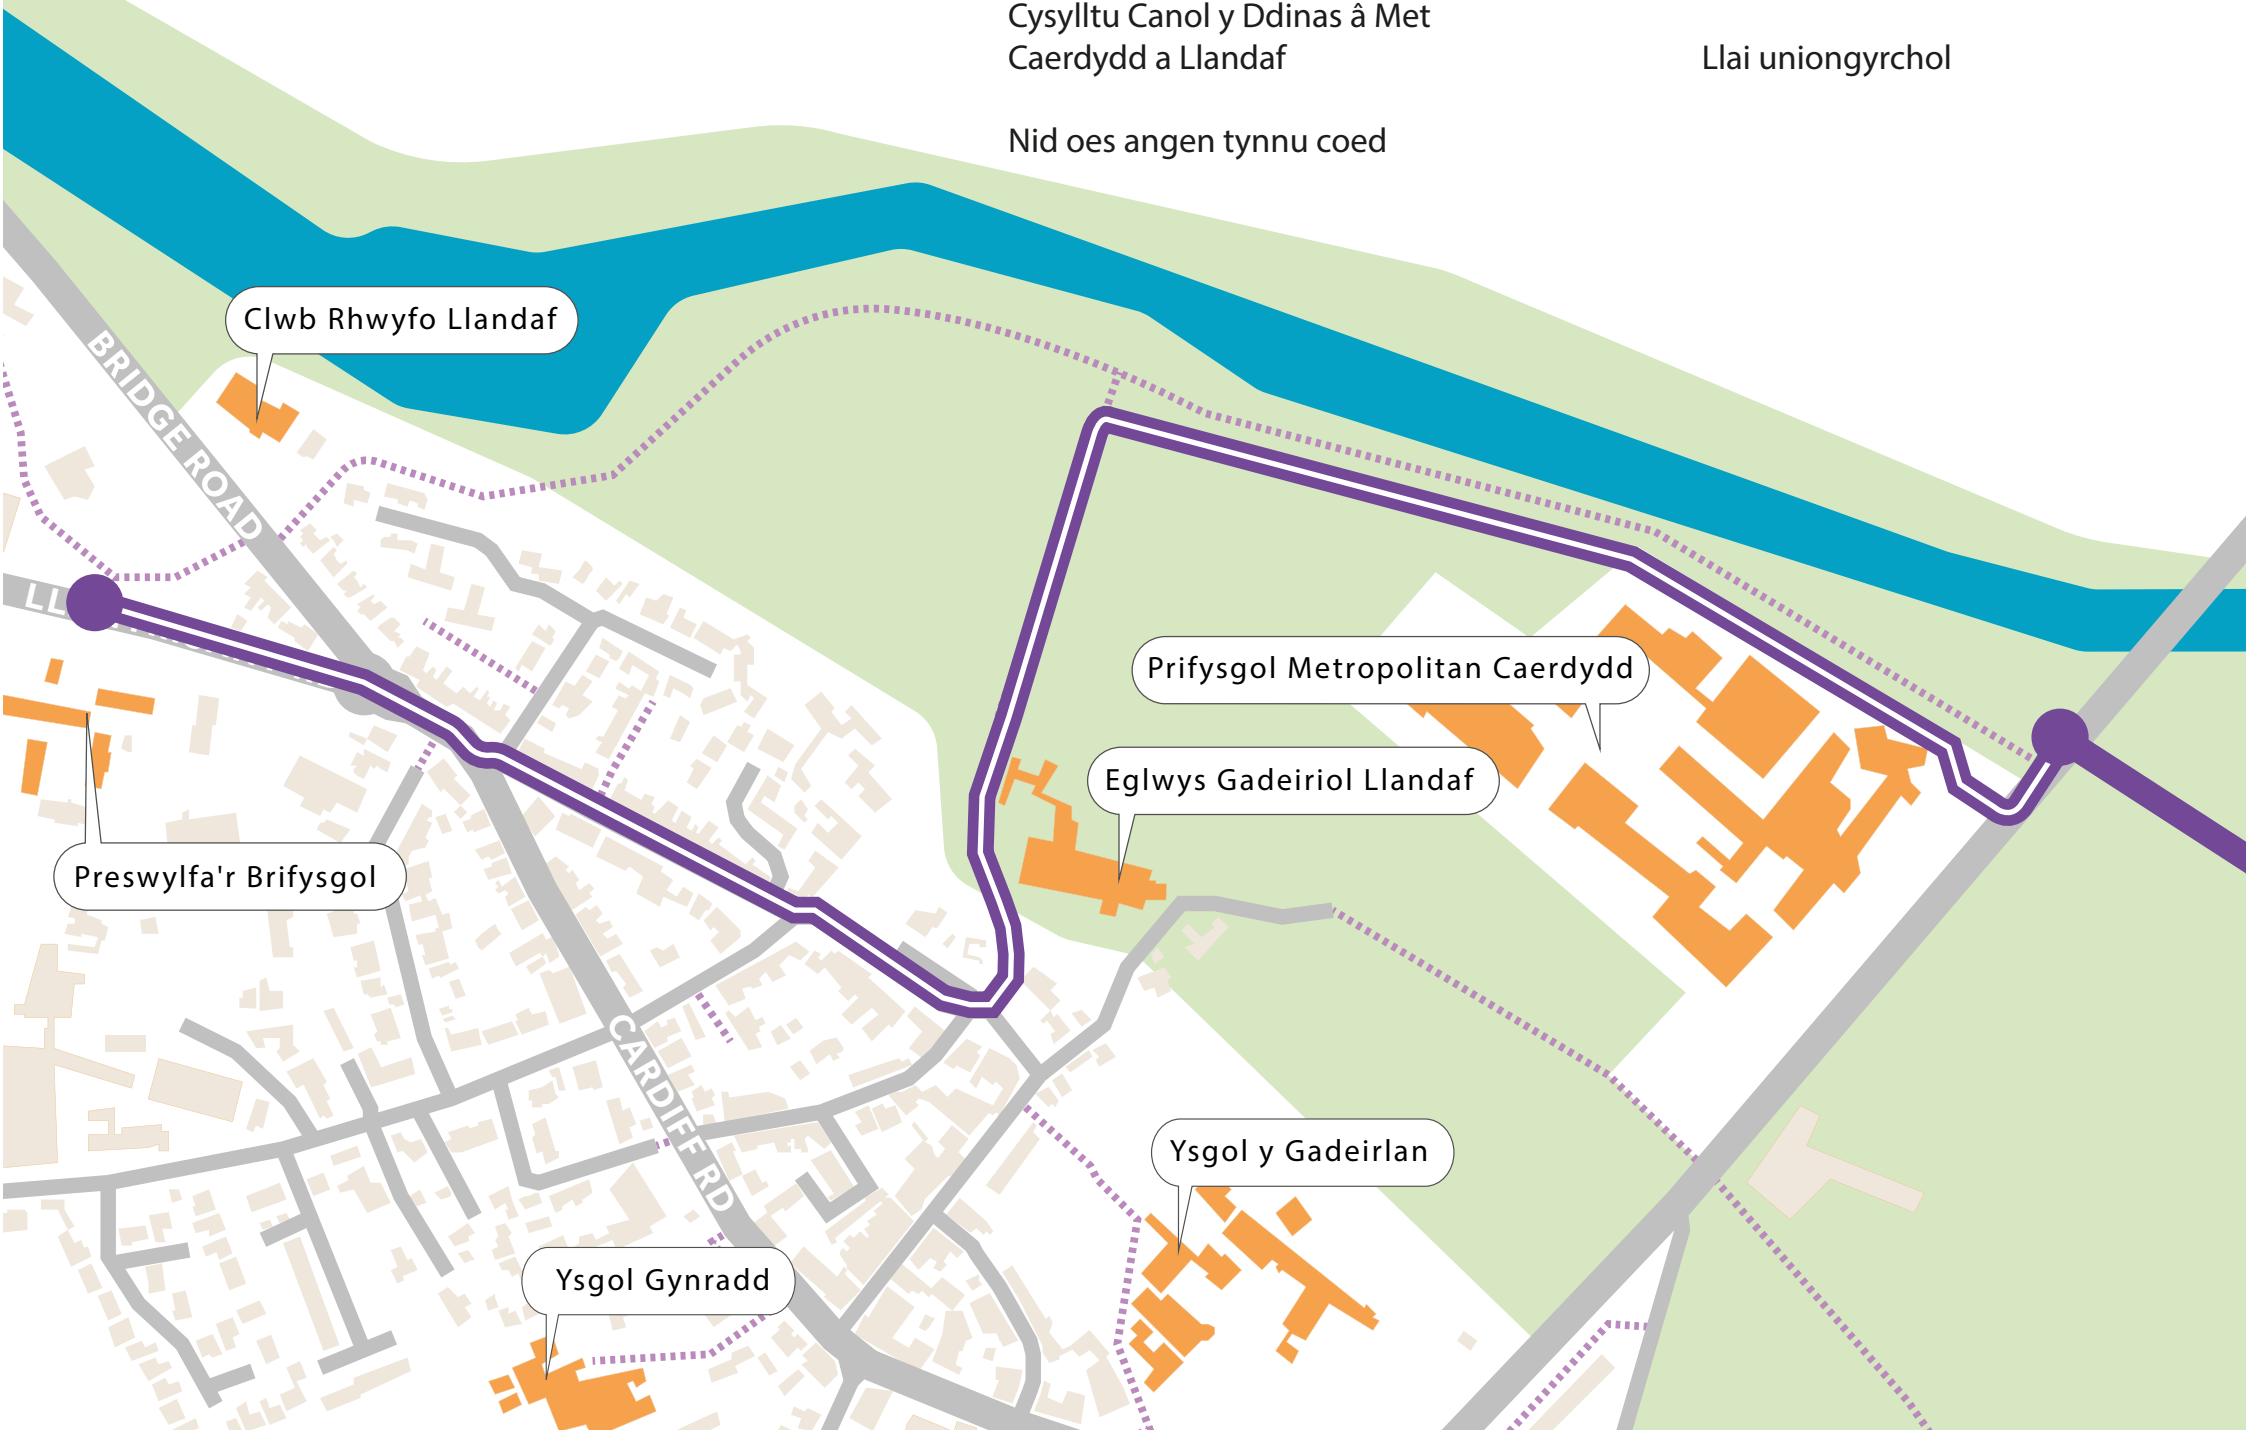 Cysylltu Canol y Ddinas â Met
Caerdydd a Llandaf
Llai uniongyrchol
Nid oes angen tynnu coed
Clwb Rhwyfo Llandaf
BRIDGE ROAD
Prifysgol Metropolitan Caerdydd
Eglwys Gadeiriol Llandaf
Preswylfa'r Brifysgol
CARDIFF RD
Ysgol y Gadeirlan
Ysgol Gynradd